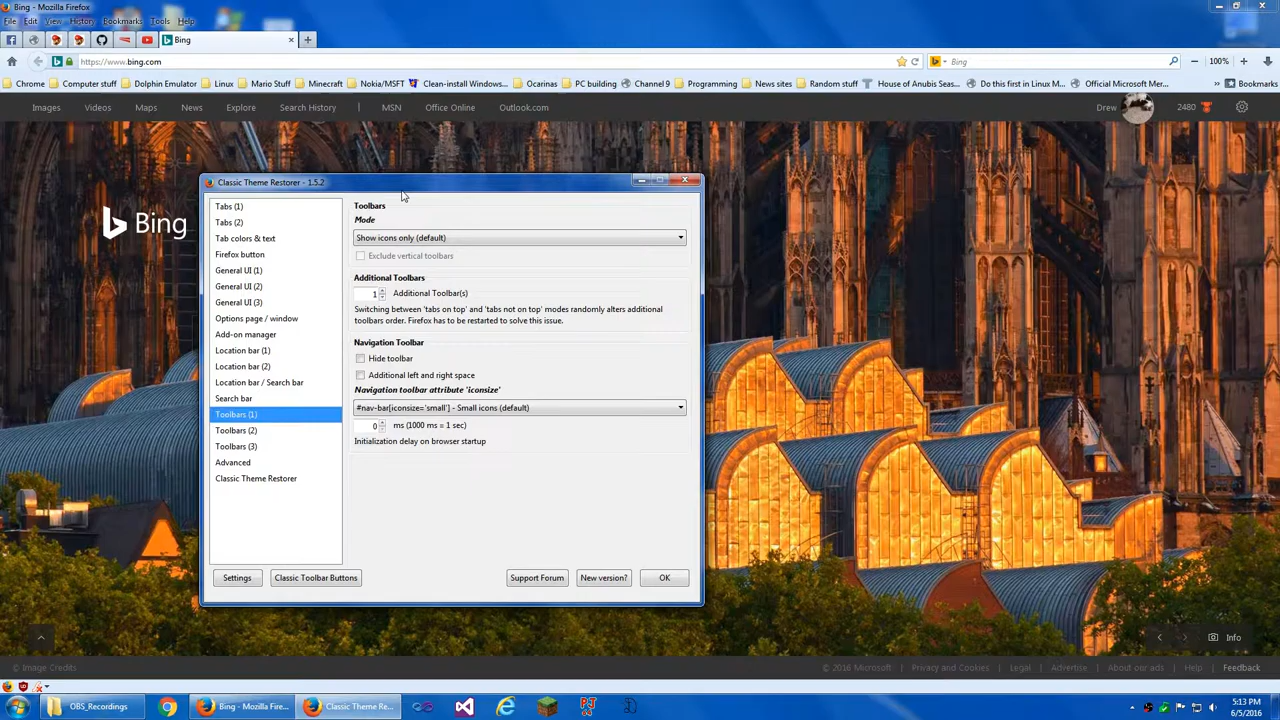 Bing - Mozilla Firefox
File Edit View History Bookmarks Tools Help
Bing
https://www.bing.com
Bing
100%
Chrome Computer stuff Dolphin Emulator Linux Mario Stuff Minecraft Nokia/MSFT Clean-install Windows... Ocarinas PC building Channel 9 Programming News sites Random stuff House of Anubis Seas... Do this first in Linux M... Official Microsoft Mer... » Bookmarks
Images Videos Maps News Explore Search History | MSN Office Online Outlook.com
Drew 2480
Bing
Classic Theme Restorer - 1.5.2
Tabs (1)
Tabs (2)
Tab colors & text
Firefox button
General UI (1)
General UI (2)
General UI (3)
Options page / window
Add-on manager
Location bar (1)
Location bar (2)
Location bar / Search bar
Search bar
Toolbars (1)
Toolbars (2)
Toolbars (3)
Advanced
Classic Theme Restorer
Toolbars
Mode
Show icons only (default)
Exclude vertical toolbars
Additional Toolbars
1 Additional Toolbar(s)
Switching between 'tabs on top' and 'tabs not on top' modes randomly alters additional
toolbars order. Firefox has to be restarted to solve this issue.
Navigation Toolbar
Hide toolbar
Additional left and right space
Navigation toolbar attribute 'iconsize'
#nav-bar[iconsize='small'] - Small icons (default)
0 ms (1000 ms = 1 sec)
Initialization delay on browser startup
Settings Classic Toolbar Buttons Support Forum New version? OK
Info
© Image Credits
© 2016 Microsoft | Privacy and Cookies | Legal | Advertise | About our ads | Help | Feedback
OBS_Recordings
Bing - Mozilla Fire...
Classic Theme Re...
5:13 PM
6/5/2016